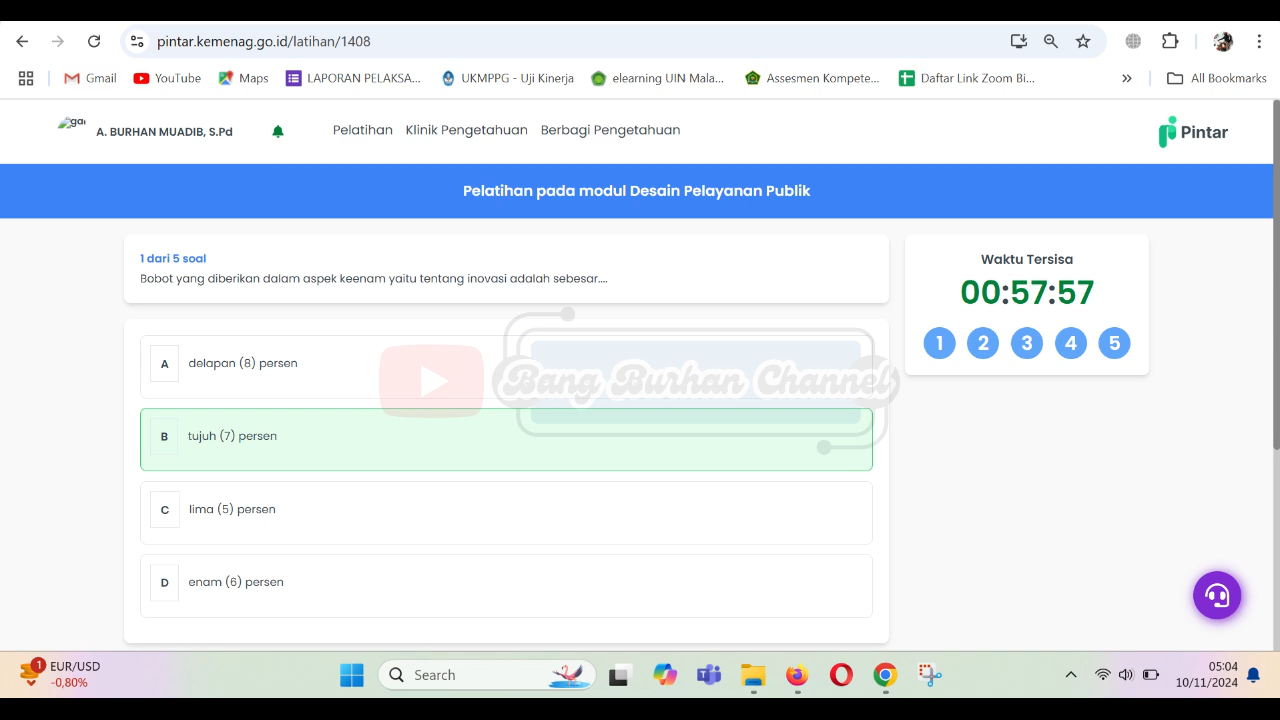 pintar.kemenag.go.id/latihan/1408
Gmail YouTube Maps LAPORAN PELAKSA... UKMPPG - Uji Kinerja elearning UIN Mala... Assesmen Kompete... Daftar Link Zoom Bi... » All Bookmarks
A. BURHAN MUADIB, S.Pd Pelatihan Klinik Pengetahuan Berbagi Pengetahuan Pintar
Pelatihan pada modul Desain Pelayanan Publik
1 dari 5 soal
Bobot yang diberikan dalam aspek keenam yaitu tentang inovasi adalah sebesar....
Waktu Tersisa
00:57:57
1 2 3 4 5
A delapan (8) persen
Bang Burhan Channel
B tujuh (7) persen
C lima (5) persen
D enam (6) persen
1 EUR/USD
-0,80%
Search
05:04
10/11/2024